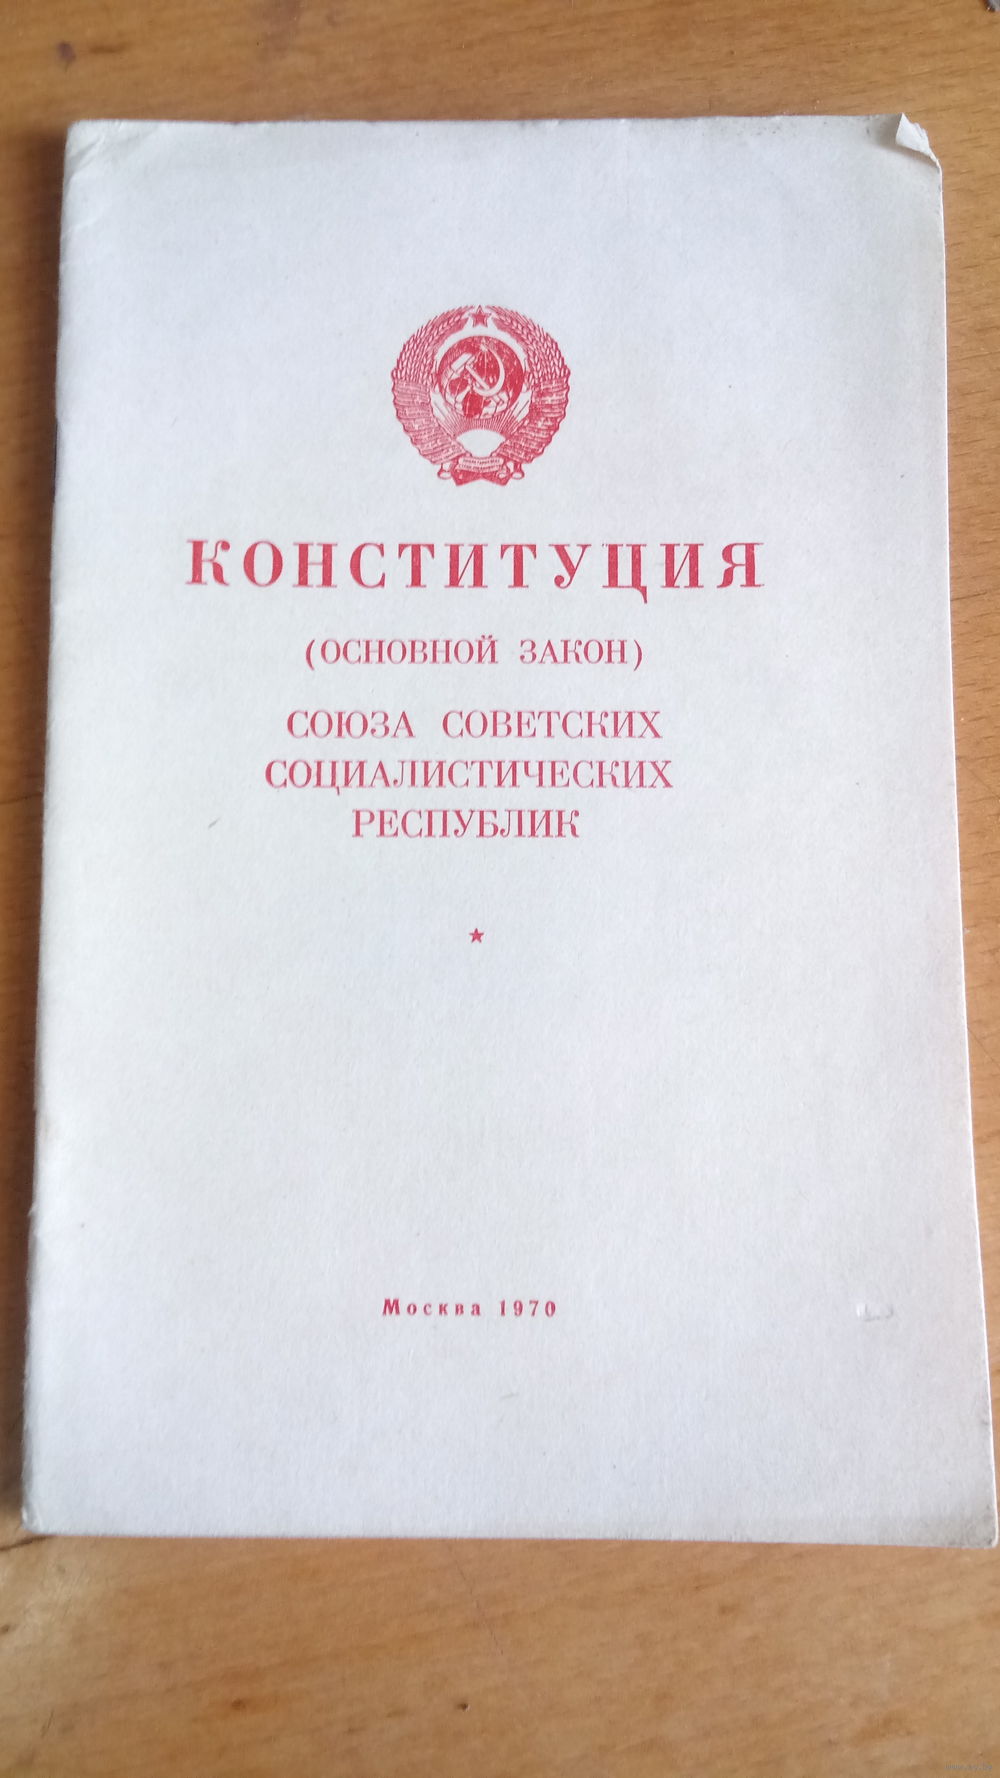 КОНСТИТУЦИЯ
(ОСНОВНОЙ ЗАКОН)
СОЮЗА СОВЕТСКИХ
СОЦИАЛИСТИЧЕСКИХ
РЕСПУБЛИК
Москва 1970